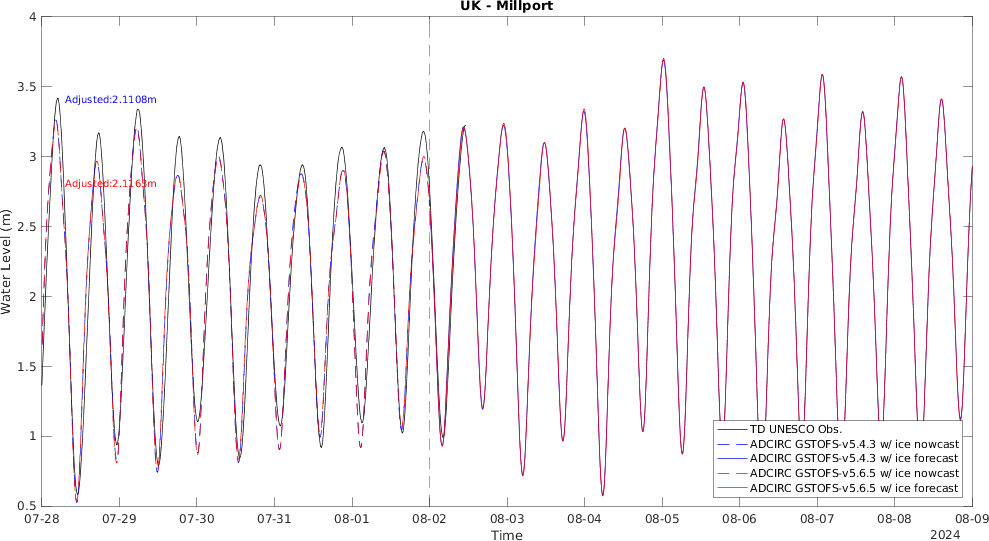 UK - Millport
4
3.5
3
2.5
2
1.5
1
0.5
Water Level (m)
Adjusted:2.1108m
Adjusted:2.1163m
TD UNESCO Obs.
ADCIRC GSTOFS-v5.4.3 w/ ice nowcast
ADCIRC GSTOFS-v5.4.3 w/ ice forecast
ADCIRC GSTOFS-v5.6.5 w/ ice nowcast
ADCIRC GSTOFS-v5.6.5 w/ ice forecast
07-28 07-29 07-30 07-31 08-01 08-02 08-03 08-04 08-05 08-06 08-07 08-08 08-09
Time
2024